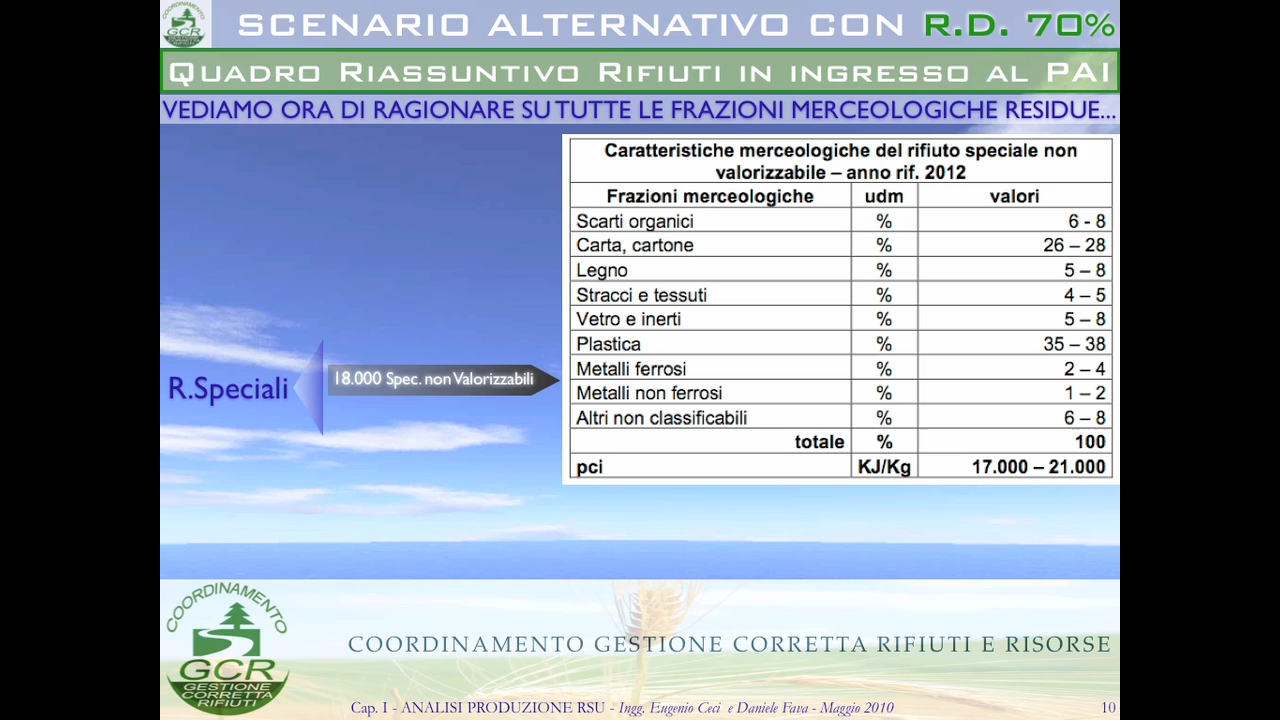 SCENARIO ALTERNATIVO CON R.D. 70%
QUADRO RIASSUNTIVO RIFIUTI IN INGRESSO AL PAI
VEDIAMO ORA DI RAGIONARE SU TUTTE LE FRAZIONI MERCEOLOGICHE RESIDUE...
Caratteristiche merceologiche del rifiuto speciale non
valorizzabile – anno rif. 2012
Frazioni merceologiche udm valori
Scarti organici % 6 - 8
Carta, cartone % 26 – 28
Legno % 5 – 8
Stracci e tessuti % 4 – 5
Vetro e inerti % 5 – 8
Plastica % 35 – 38
Metalli ferrosi % 2 – 4
Metalli non ferrosi % 1 – 2
Altri non classificabili % 6 – 8
totale % 100
pci KJ/Kg 17.000 – 21.000
R.Speciali
18.000 Spec. non Valorizzabili
COORDINAMENTO
GCR
GESTIONE
CORRETTA
RIFIUTI
COORDINAMENTO GESTIONE CORRETTA RIFIUTI E RISORSE
Cap. I - ANALISI PRODUZIONE RSU - Ingg. Eugenio Ceci e Daniele Fava - Maggio 2010 10